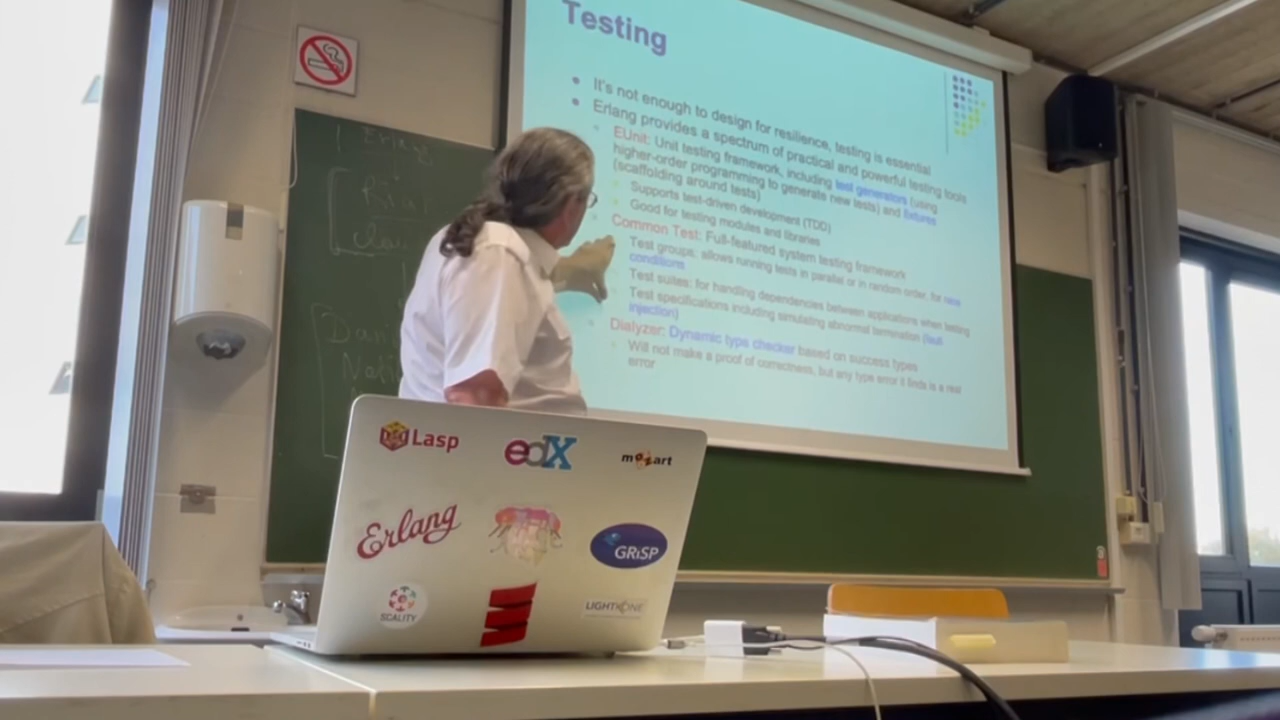 Testing
It's not enough to design for resilience, testing is essential
Erlang provides a spectrum of practical and powerful testing tools
EUnit: Unit testing framework, including test generators (using
higher-order programming to generate new tests) and fixtures
(scaffolding around tests)
Supports test-driven development (TDD)
Good for testing modules and libraries
Common Test: Full-featured system testing framework
Test groups: allows running tests in parallel or in random order, for
conditions
Test suites: for handling dependencies between applications when testing
Test specifications including simulating abnormal termination (fault
injection)
Dialyzer: Dynamic type checker based on success types
Will not make a proof of correctness, but any type error it finds is a real
error
Erlang
Lasp
edX
mozart
Erlang
GRiSP
SCALITY
LIGHTKONE